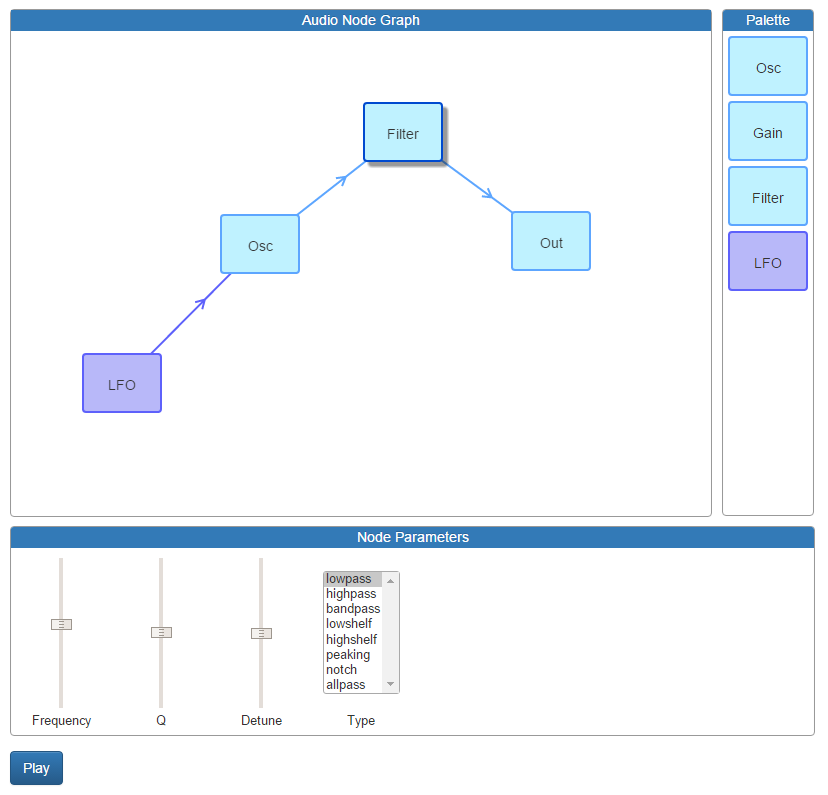 Audio Node Graph
Palette
Filter
Osc
Out
LFO
Osc
Gain
Filter
LFO
Node Parameters
lowpass
highpass
bandpass
lowshelf
highshelf
peaking
notch
allpass
Frequency
Q
Detune
Type
Play